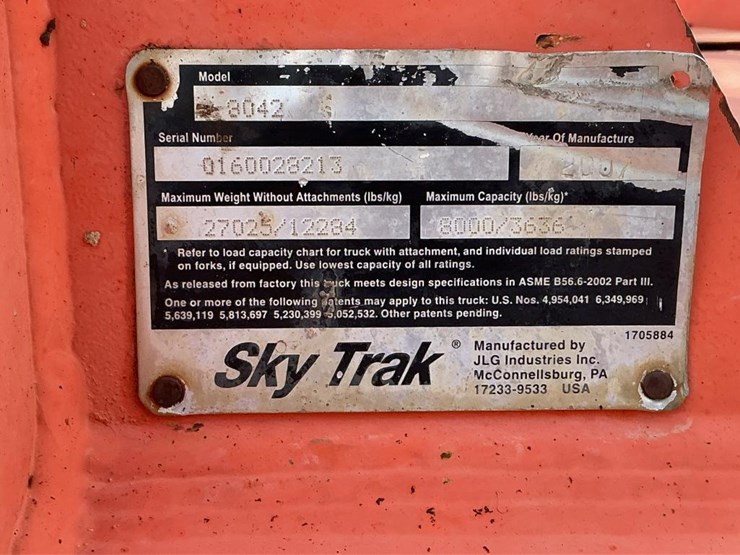 Model
8042
Serial Number
0160028213
Year Of Manufacture
2007
Maximum Weight Without Attachments (lbs/kg)
27025/12284
Maximum Capacity (lbs/kg)*
8000/3636
* Refer to load capacity chart for truck with attachment, and individual load ratings stamped
on forks, if equipped. Use lowest capacity of all ratings.
As released from factory this truck meets design specifications in ASME B56.6-2002 Part III.
One or more of the following patents may apply to this truck: U.S. Nos. 4,954,041 6,349,969
5,639,119 5,813,697 5,230,399 5,052,532. Other patents pending.
1705884
Sky Trak ®
Manufactured by
JLG Industries Inc.
McConnellsburg, PA
17233-9533 USA